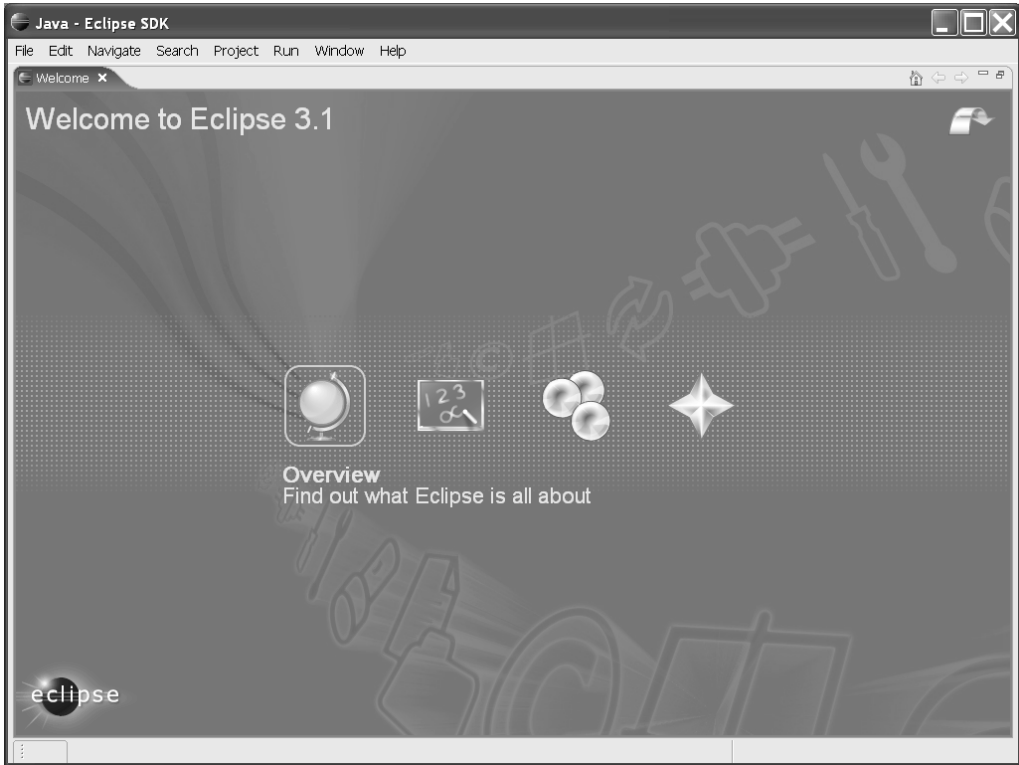 Java - Eclipse SDK
File Edit Navigate Search Project Run Window Help
Welcome
Welcome to Eclipse 3.1
©
123
Overview
Find out what Eclipse is all about
eclipse